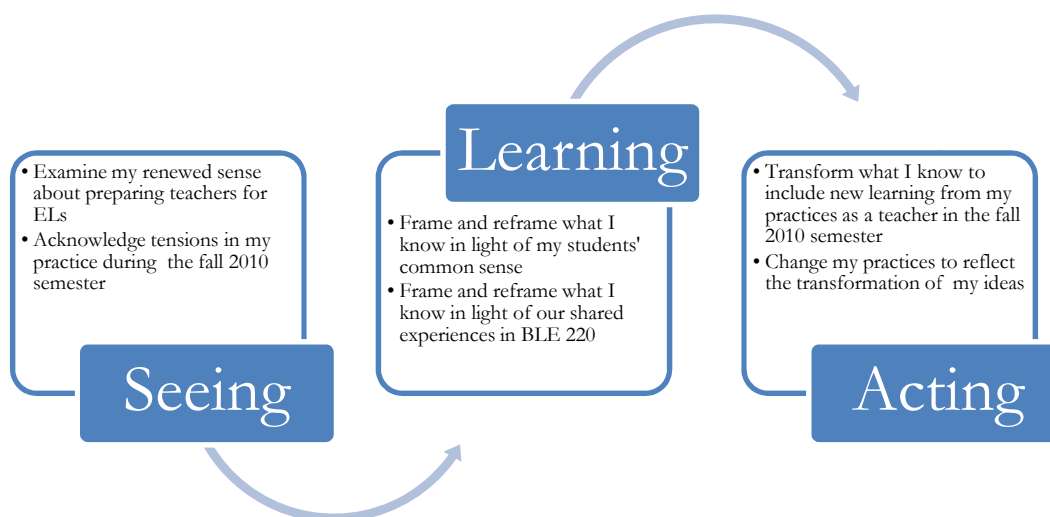 • Examine my renewed sense
about preparing teachers for
ELs
• Acknowledge tensions in my
practice during the fall 2010
semester
Seeing
Learning
• Frame and reframe what I
know in light of my students'
common sense
• Frame and reframe what I
know in light of our shared
experiences in BLE 220
• Transform what I know to
include new learning from my
practices as a teacher in the fall
2010 semester
• Change my practices to reflect
the transformation of my ideas
Acting